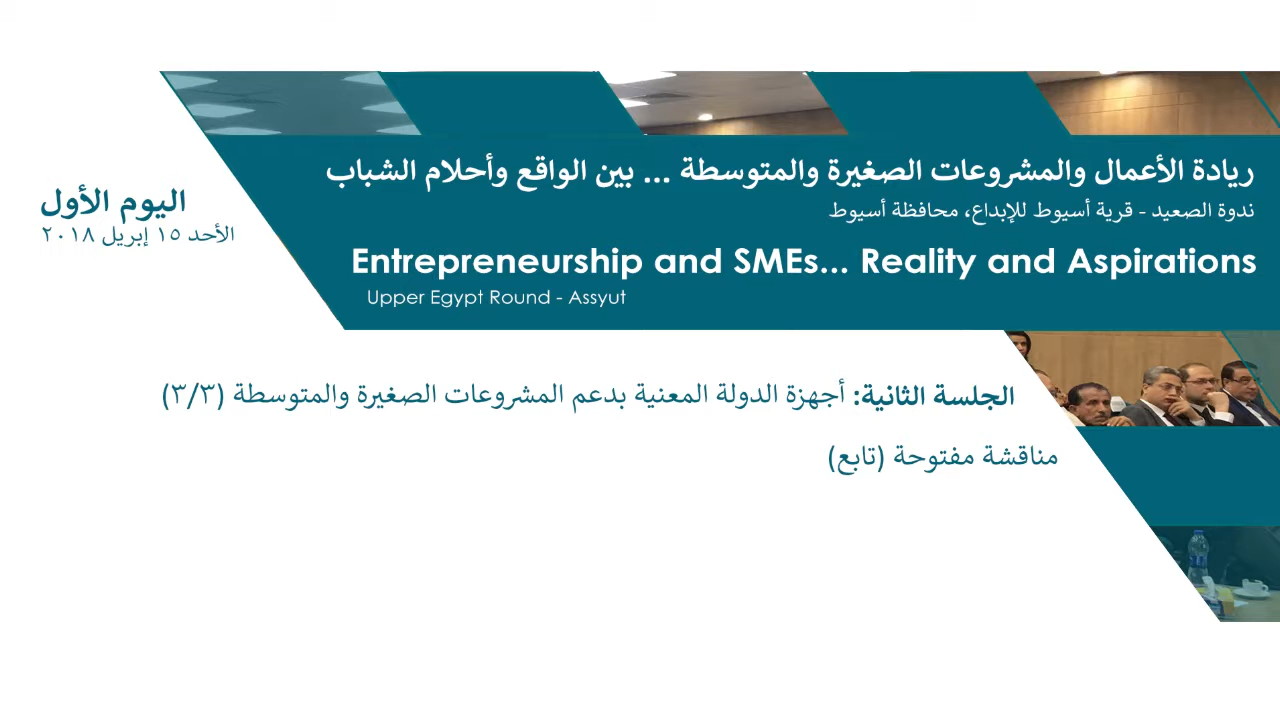 ريادة الأعمال والمشروعات الصغيرة والمتوسطة ... بين الواقع وأحلام الشباب
ندوة الصعيد - قرية أسيوط للإبداع، محافظة أسيوط
Entrepreneurship and SMEs... Reality and Aspirations
Upper Egypt Round - Assyut
اليوم الأول
الأحد ١٥ إبريل ٢٠١٨
الجلسة الثانية: أجهزة الدولة المعنية بدعم المشروعات الصغيرة والمتوسطة (٣/٣)
مناقشة مفتوحة (تابع)